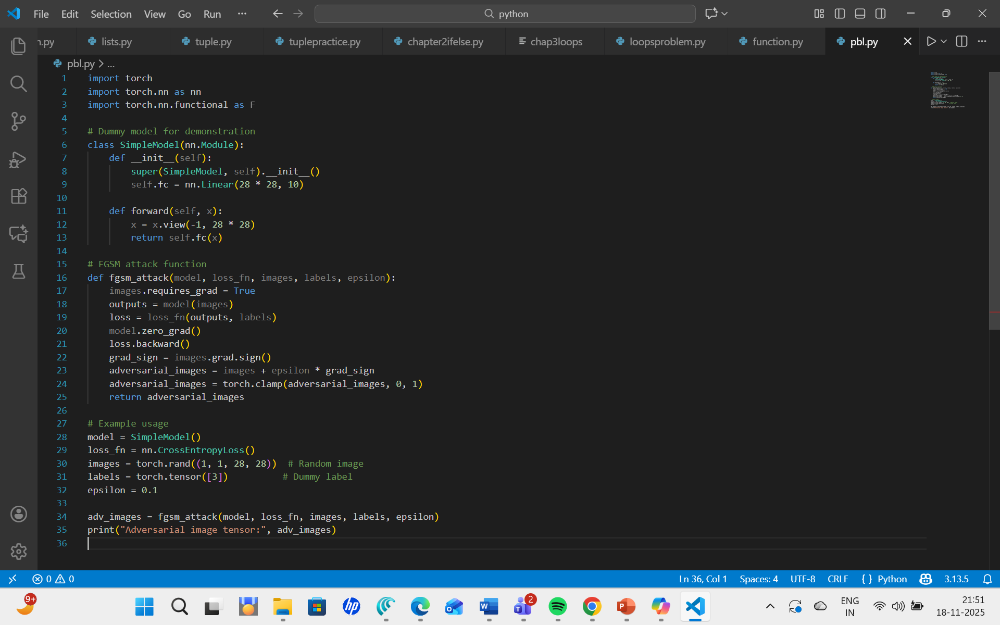 File Edit Selection View Go Run ··· python
n.py lists.py tuple.py tuplepractice.py chapter2ifelse.py chap3loops loopsproblem.py function.py pbl.py
pbl.py > ...
1 import torch
2 import torch.nn as nn
3 import torch.nn.functional as F
4
5 # Dummy model for demonstration
6 class SimpleModel(nn.Module):
7     def __init__(self):
8         super(SimpleModel, self).__init__()
9         self.fc = nn.Linear(28 * 28, 10)
10
11     def forward(self, x):
12         x = x.view(-1, 28 * 28)
13         return self.fc(x)
14
15 # FGSM attack function
16 def fgsm_attack(model, loss_fn, images, labels, epsilon):
17     images.requires_grad = True
18     outputs = model(images)
19     loss = loss_fn(outputs, labels)
20     model.zero_grad()
21     loss.backward()
22     grad_sign = images.grad.sign()
23     adversarial_images = images + epsilon * grad_sign
24     adversarial_images = torch.clamp(adversarial_images, 0, 1)
25     return adversarial_images
26
27 # Example usage
28 model = SimpleModel()
29 loss_fn = nn.CrossEntropyLoss()
30 images = torch.rand((1, 1, 28, 28))  # Random image
31 labels = torch.tensor([3])          # Dummy label
32 epsilon = 0.1
33
34 adv_images = fgsm_attack(model, loss_fn, images, labels, epsilon)
35 print("Adversarial image tensor:", adv_images)
36
0 0 Ln 36, Col 1 Spaces: 4 UTF-8 CRLF { } Python 3.13.5
9+ hp O W T 2 P ENG 21:51
IN 18-11-2025